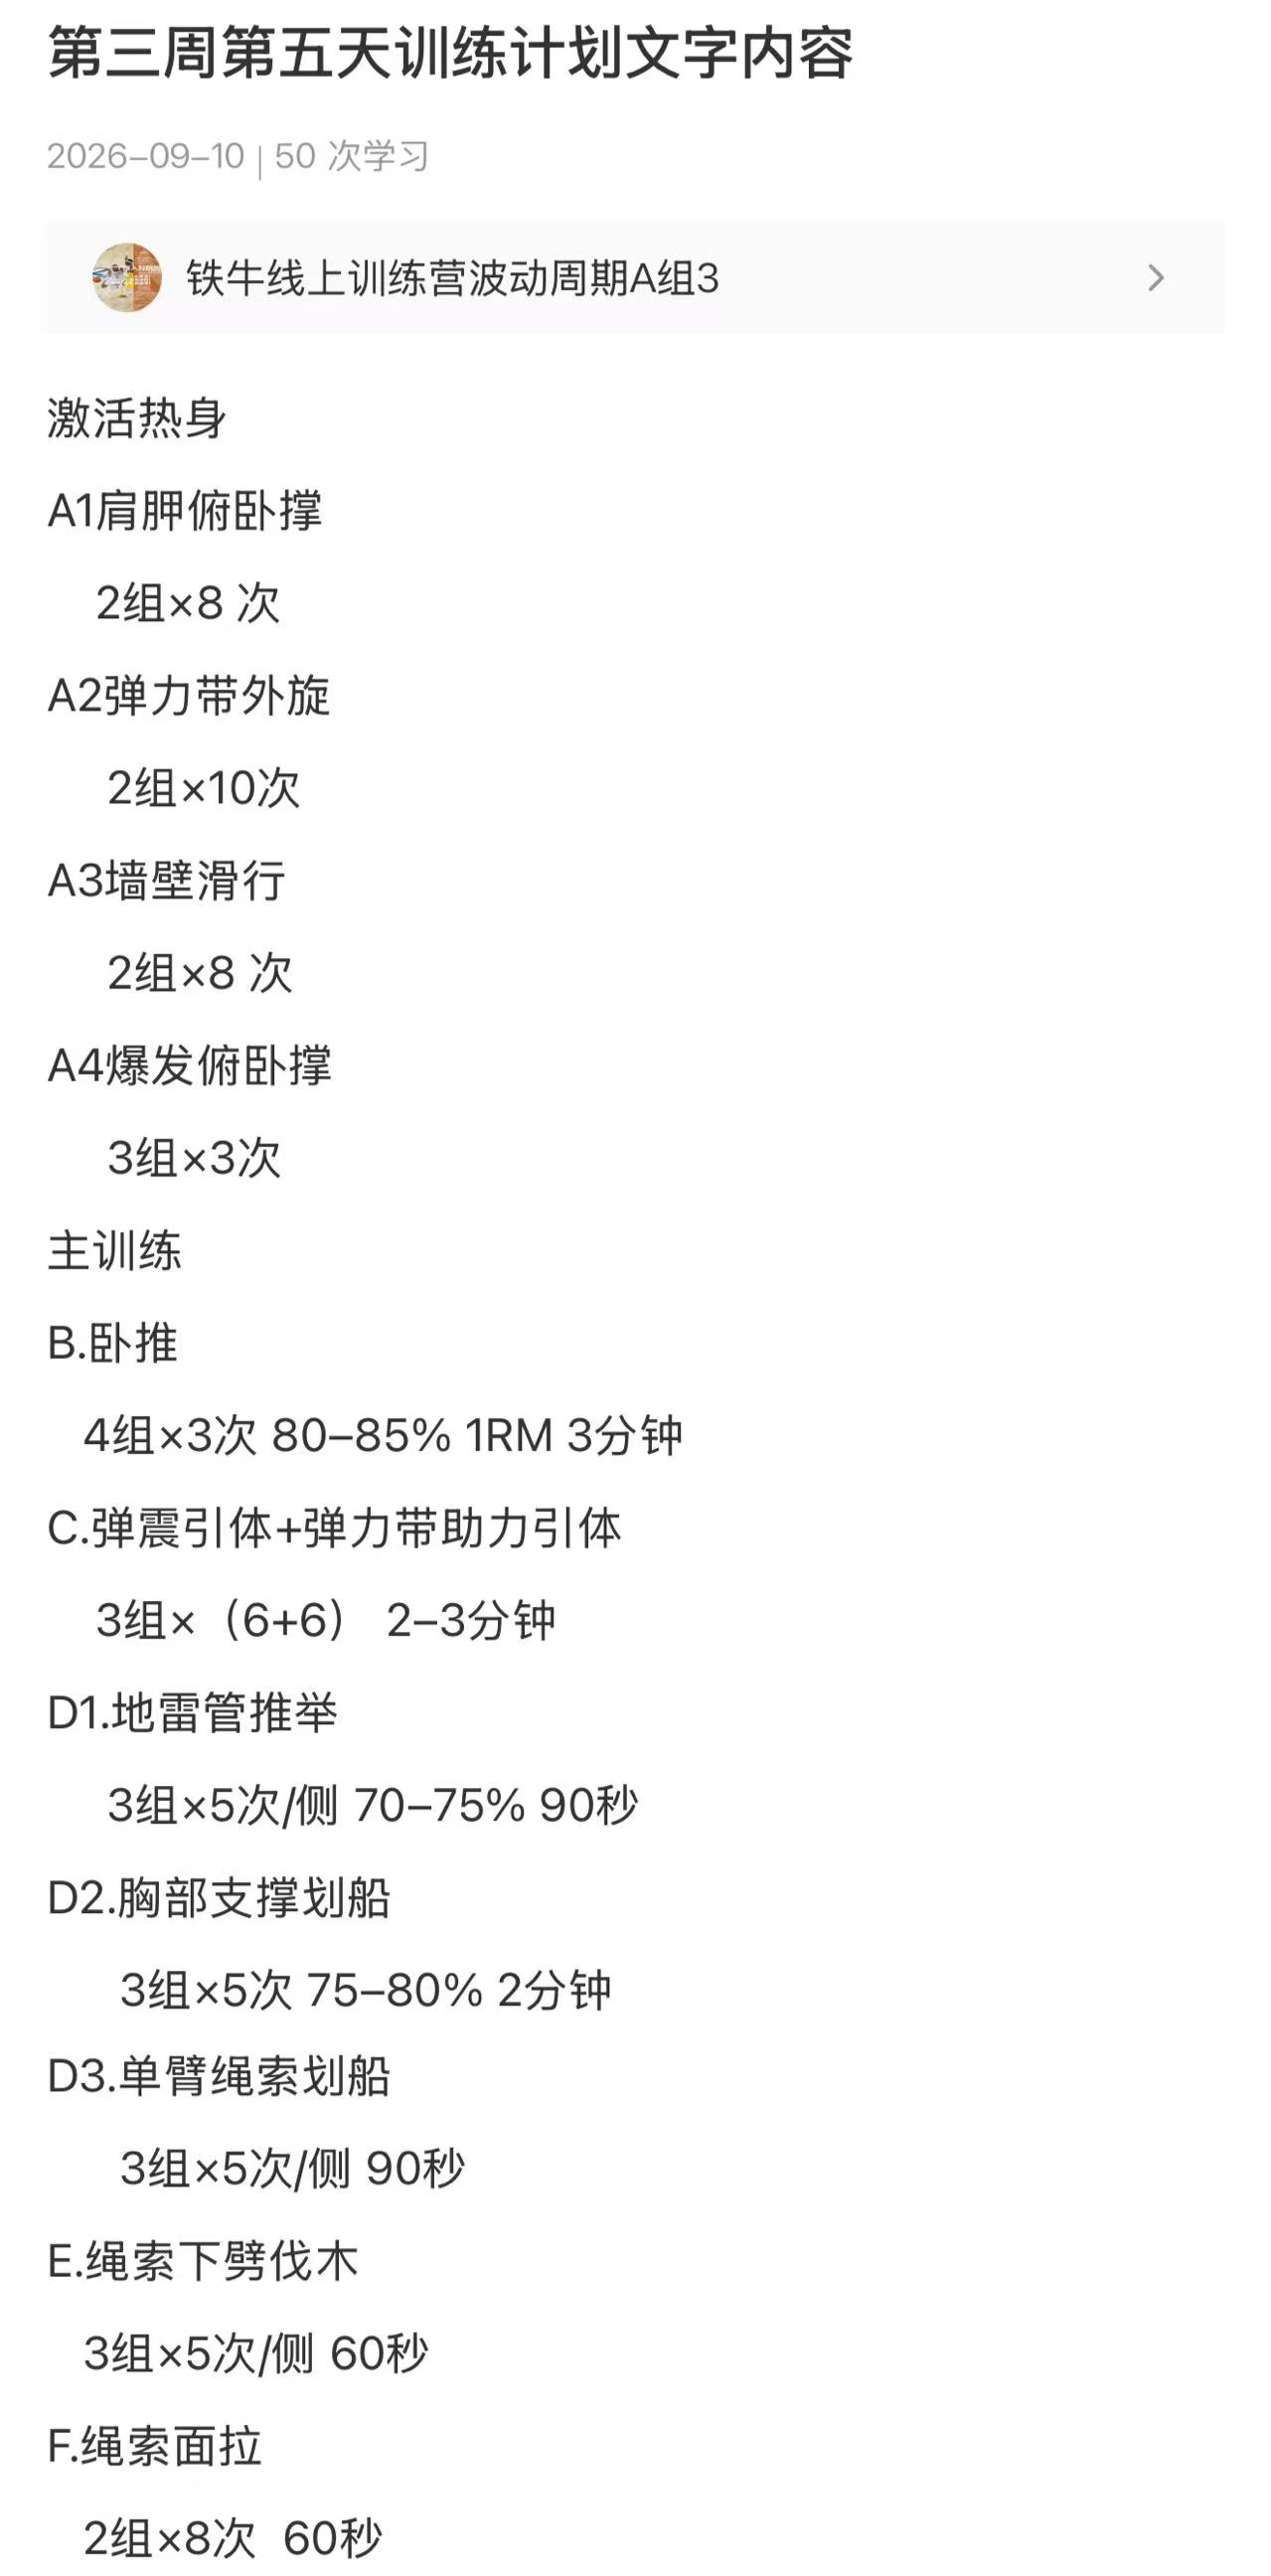 第三周第五天训练计划文字内容
2026-09-10 | 50 次学习
铁牛线上训练营波动周期A组3
激活热身
A1肩胛俯卧撑
2组×8 次
A2弹力带外旋
2组×10次
A3墙壁滑行
2组×8 次
A4爆发俯卧撑
3组×3次
主训练
B.卧推
4组×3次 80–85% 1RM 3分钟
C.弹震引体+弹力带助力引体
3组×（6+6） 2–3分钟
D1.地雷管推举
3组×5次/侧 70–75% 90秒
D2.胸部支撑划船
3组×5次 75–80% 2分钟
D3.单臂绳索划船
3组×5次/侧 90秒
E.绳索下劈伐木
3组×5次/侧 60秒
F.绳索面拉
2组×8次 60秒